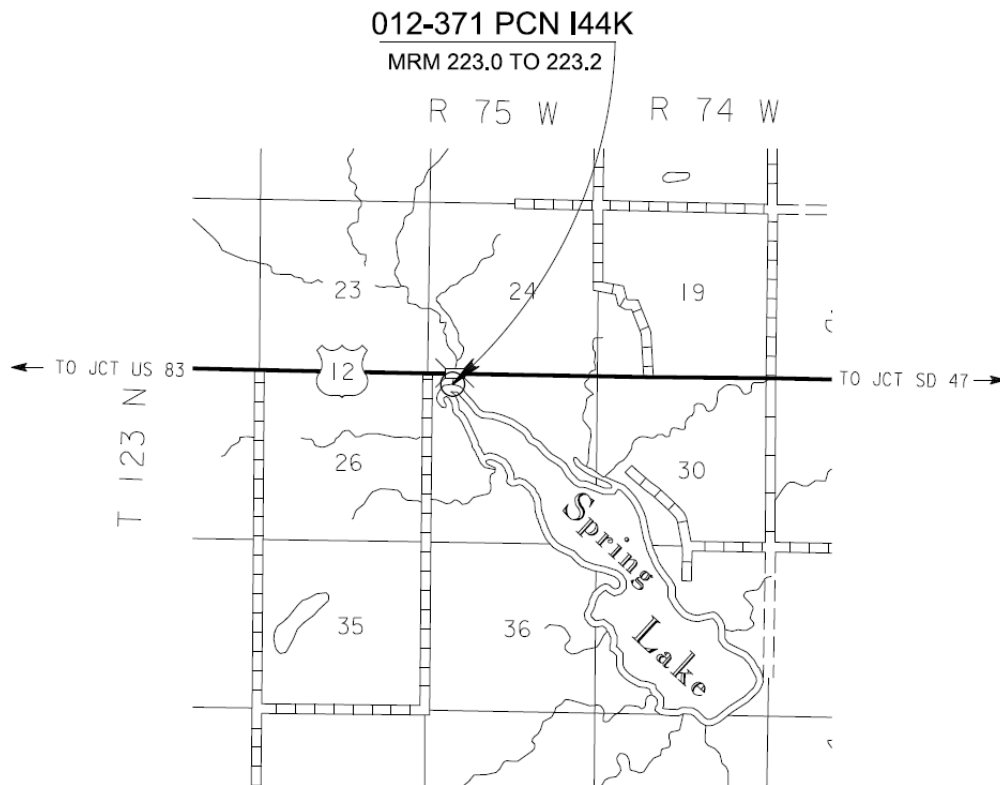 012-371 PCN I44K
MRM 223.0 TO 223.2
R 75 W
R 74 W
23
24
19
TO JCT US 83
12
TO JCT SD 47
T 123 N
26
30
Spring
Lake
35
36